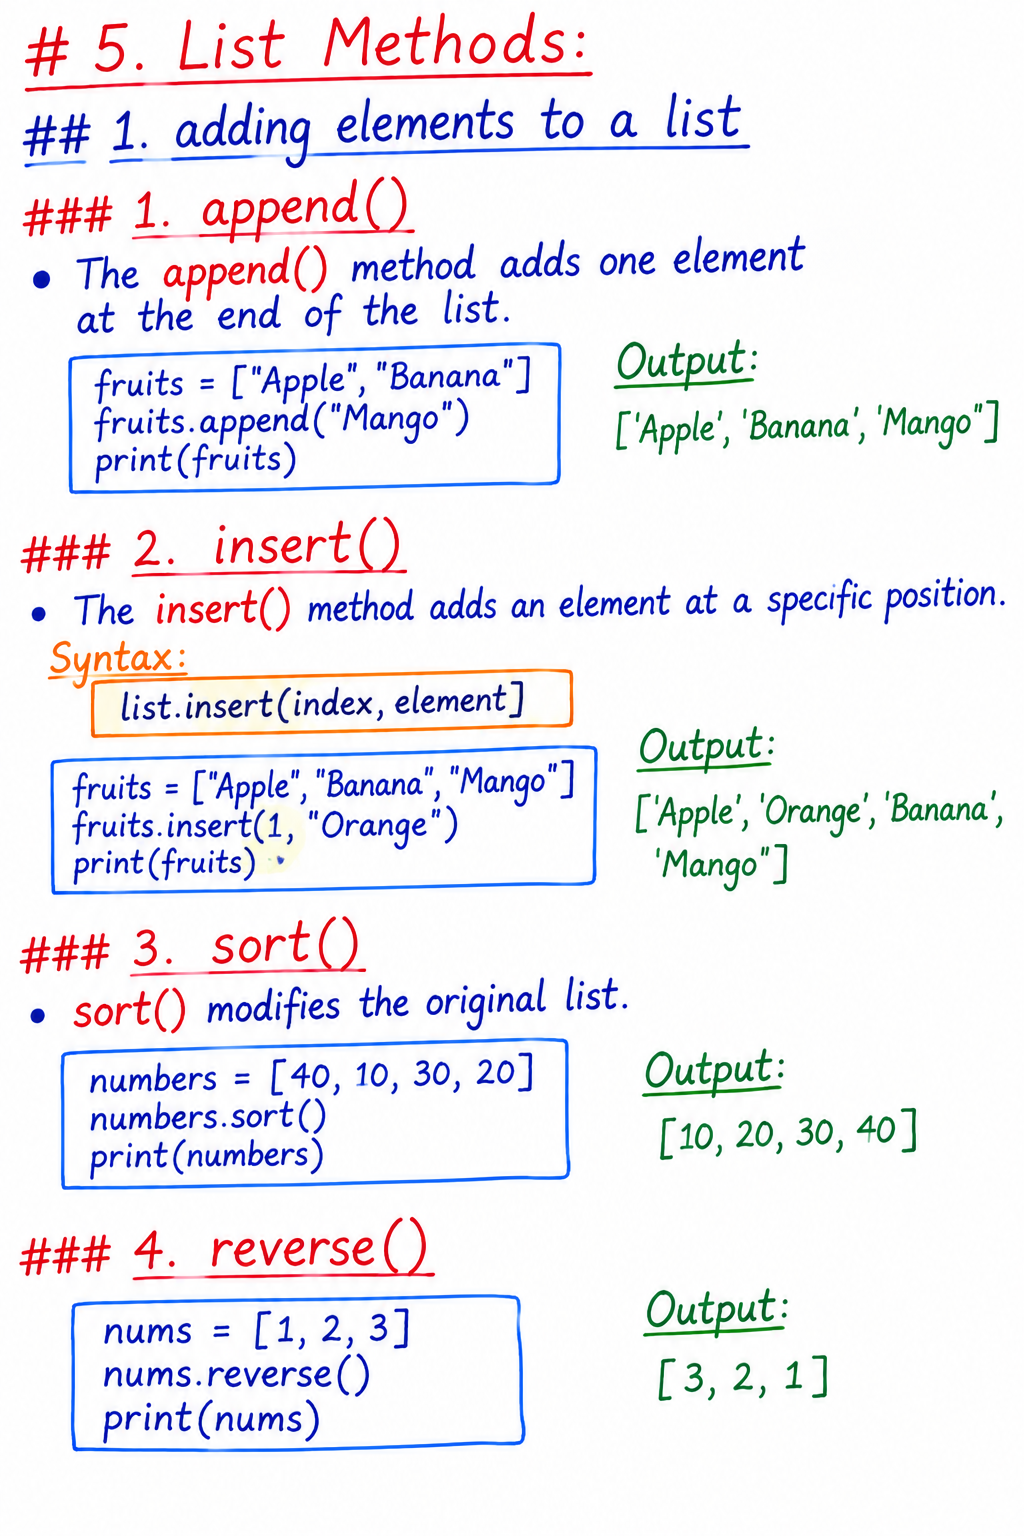 # 5. List Methods:
## 1. adding elements to a list
### 1. append()
• The append() method adds one element
at the end of the list.
fruits = ["Apple", "Banana"]
fruits.append("Mango")
print(fruits)
Output:
['Apple', 'Banana', 'Mango"]
### 2. insert()
• The insert() method adds an element at a specific position.
Syntax:
list.insert(index, element]
fruits = ["Apple", "Banana", "Mango"]
fruits.insert(1, "Orange")
print(fruits)
Output:
['Apple', 'Orange', 'Banana',
'Mango"]
### 3. sort()
• sort() modifies the original list.
numbers = [40, 10, 30, 20]
numbers.sort()
print(numbers)
Output:
[10, 20, 30, 40]
### 4. reverse()
nums = [1, 2, 3]
nums.reverse()
print(nums)
Output:
[3, 2, 1]